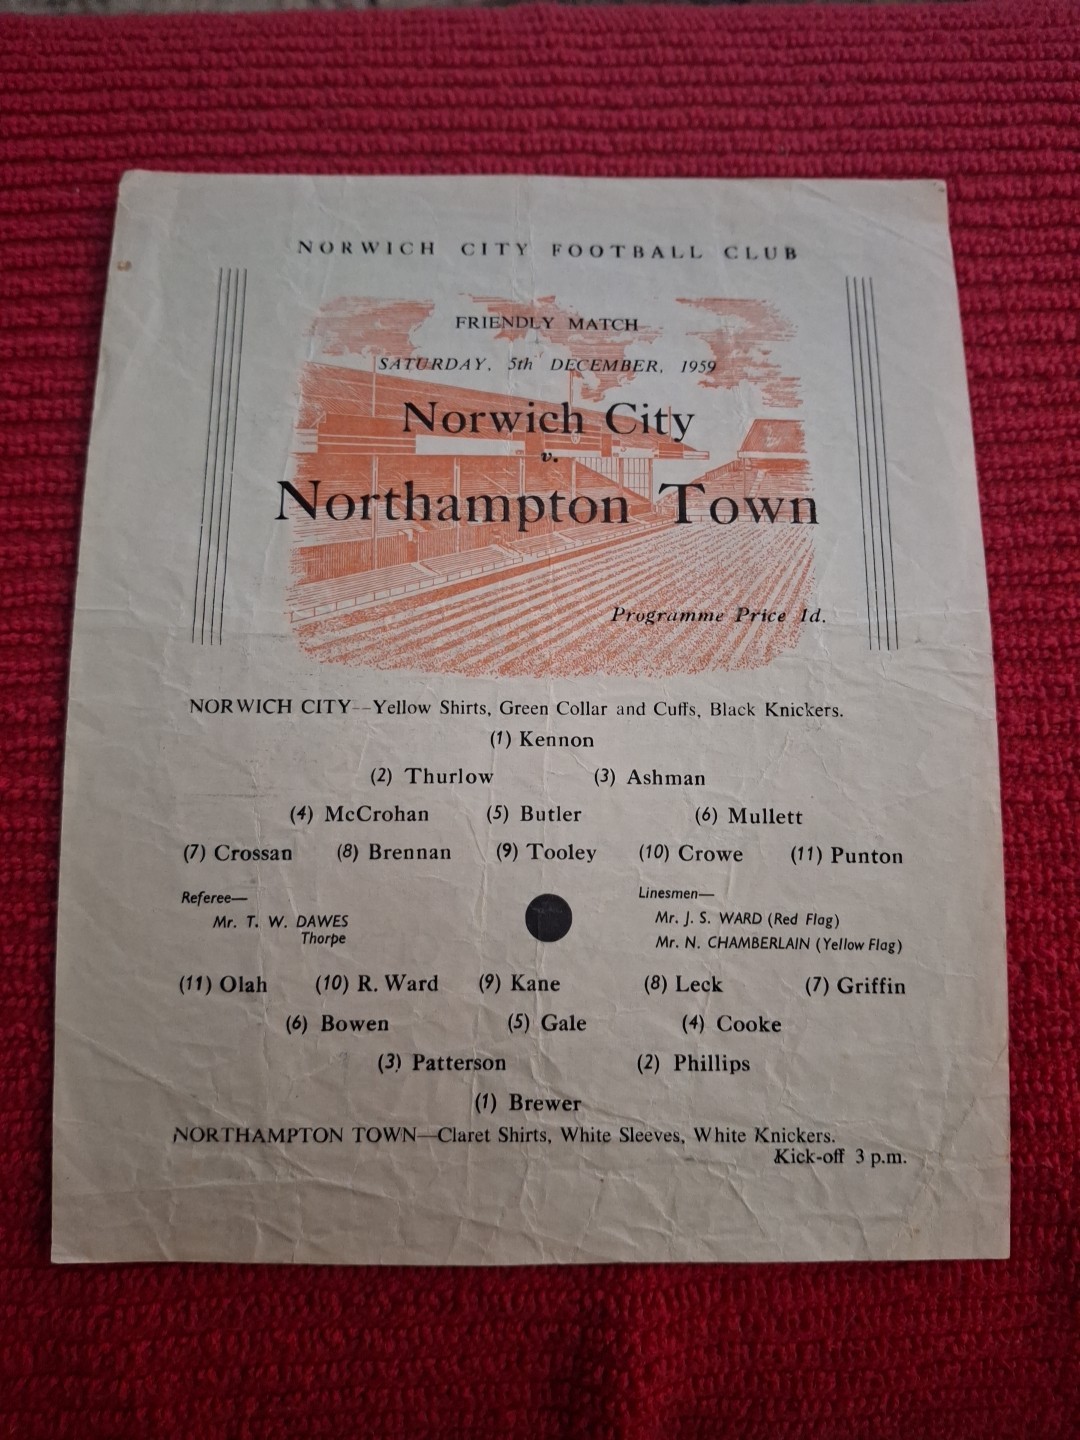 NORWICH CITY FOOTBALL CLUB
FRIENDLY MATCH
SATURDAY, 5th DECEMBER, 1959
Norwich City
v.
Northampton Town
Programme Price 1d.
NORWICH CITY--Yellow Shirts, Green Collar and Cuffs, Black Knickers.
(1) Kennon
(2) Thurlow (3) Ashman
(4) McCrohan (5) Butler (6) Mullett
(7) Crossan (8) Brennan (9) Tooley (10) Crowe (11) Punton
Referee—
Mr. T. W. DAWES
Thorpe
Linesmen—
Mr. J. S. WARD (Red Flag)
Mr. N. CHAMBERLAIN (Yellow Flag)
(11) Olah (10) R. Ward (9) Kane (8) Leck (7) Griffin
(6) Bowen (5) Gale (4) Cooke
(3) Patterson (2) Phillips
(1) Brewer
NORTHAMPTON TOWN—Claret Shirts, White Sleeves, White Knickers.
Kick-off 3 p.m.